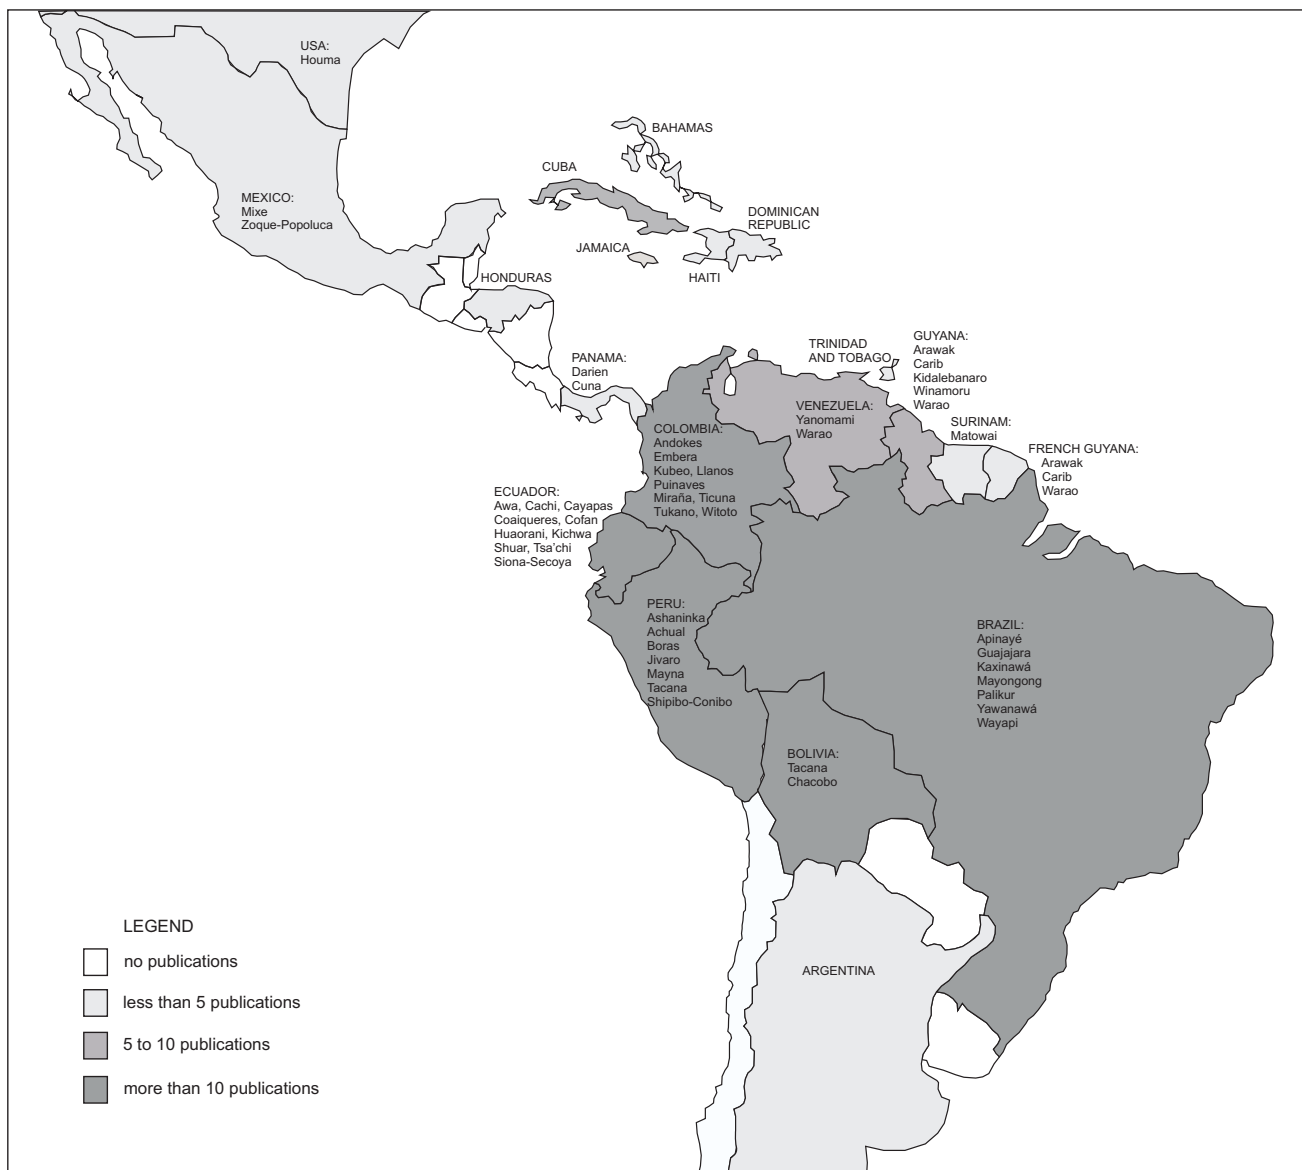 USA:
Houma
BAHAMAS
CUBA
MEXICO:
Mixe
Zoque-Popoluca
DOMINICAN
REPUBLIC
JAMAICA
HAITI
HONDURAS
PANAMA:
Darien
Cuna
TRINIDAD
AND TOBAGO
GUYANA:
Arawak
Carib
Kidalebanaro
Winamoru
Warao
VENEZUELA:
Yanomami
Warao
SURINAM:
Matowai
FRENCH GUYANA:
Arawak
Carib
Warao
COLOMBIA:
Andokes
Embera
Kubeo, Llanos
Puinaves
Miraña, Ticuna
Tukano, Witoto
ECUADOR:
Awa, Cachi, Cayapas
Coaiqueres, Cofan
Huaorani, Kichwa
Shuar, Tsa'chi
Siona-Secoya
PERU:
Ashaninka
Achual
Boras
Jivaro
Mayna
Tacana
Shipibo-Conibo
BRAZIL:
Apinayé
Guajajara
Kaxinawá
Mayongong
Palikur
Yawanawá
Wayapi
BOLIVIA:
Tacana
Chacobo
ARGENTINA
LEGEND
no publications
less than 5 publications
5 to 10 publications
more than 10 publications